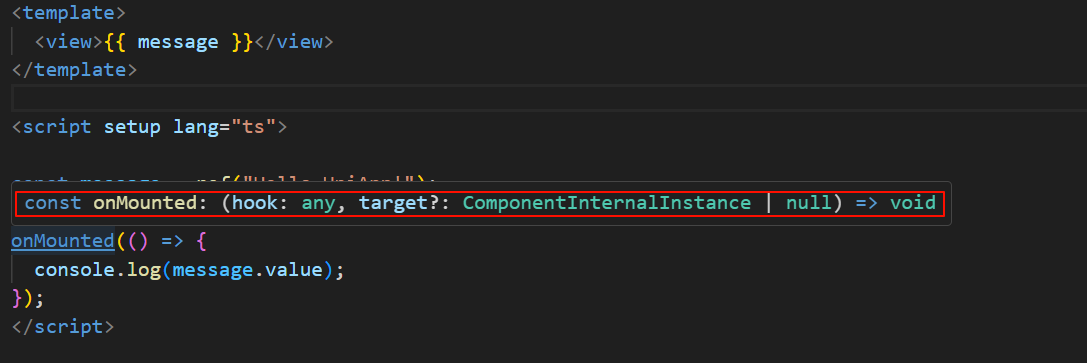 <template>
<view>{{ message }}</view>
</template>
<script setup lang="ts">
const onMounted: (hook: any, target?: ComponentInternalInstance | null) => void
onMounted(() => {
console.log(message.value);
});
</script>